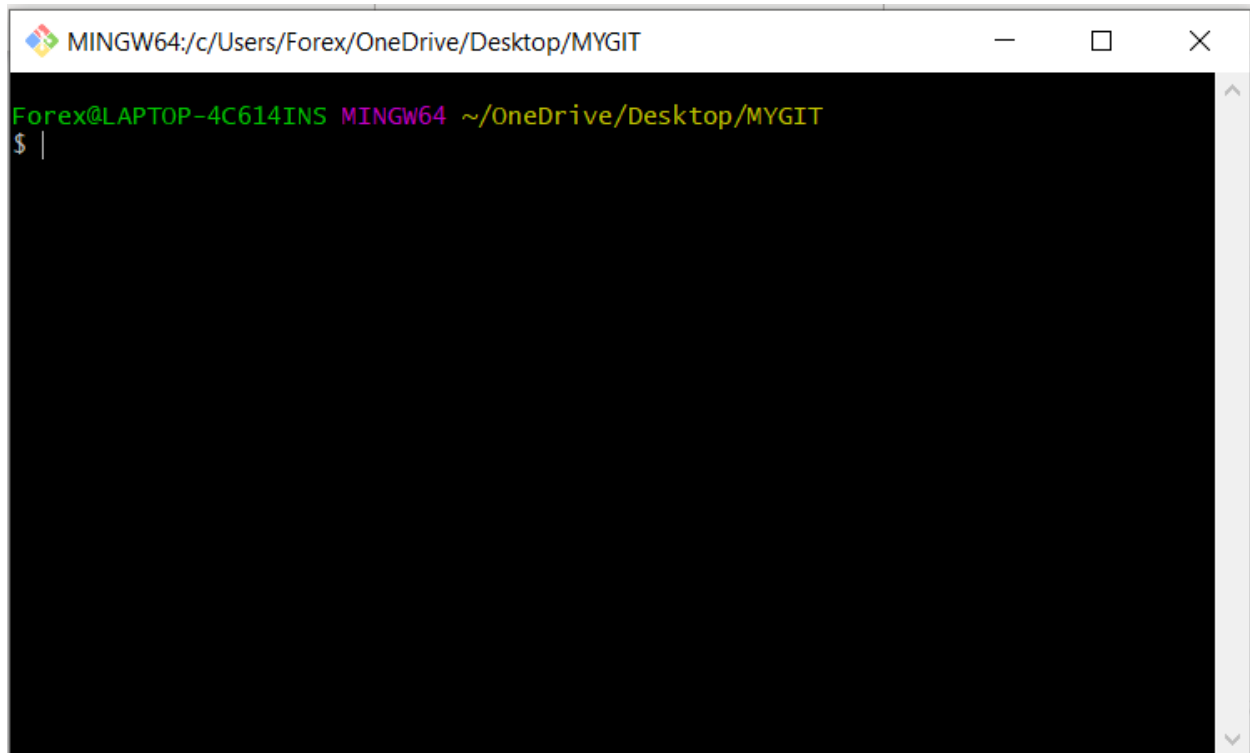 MINGW64:/c/Users/Forex/OneDrive/Desktop/MYGIT
Forex@LAPTOP-4C614INS MINGW64 ~/OneDrive/Desktop/MYGIT
$